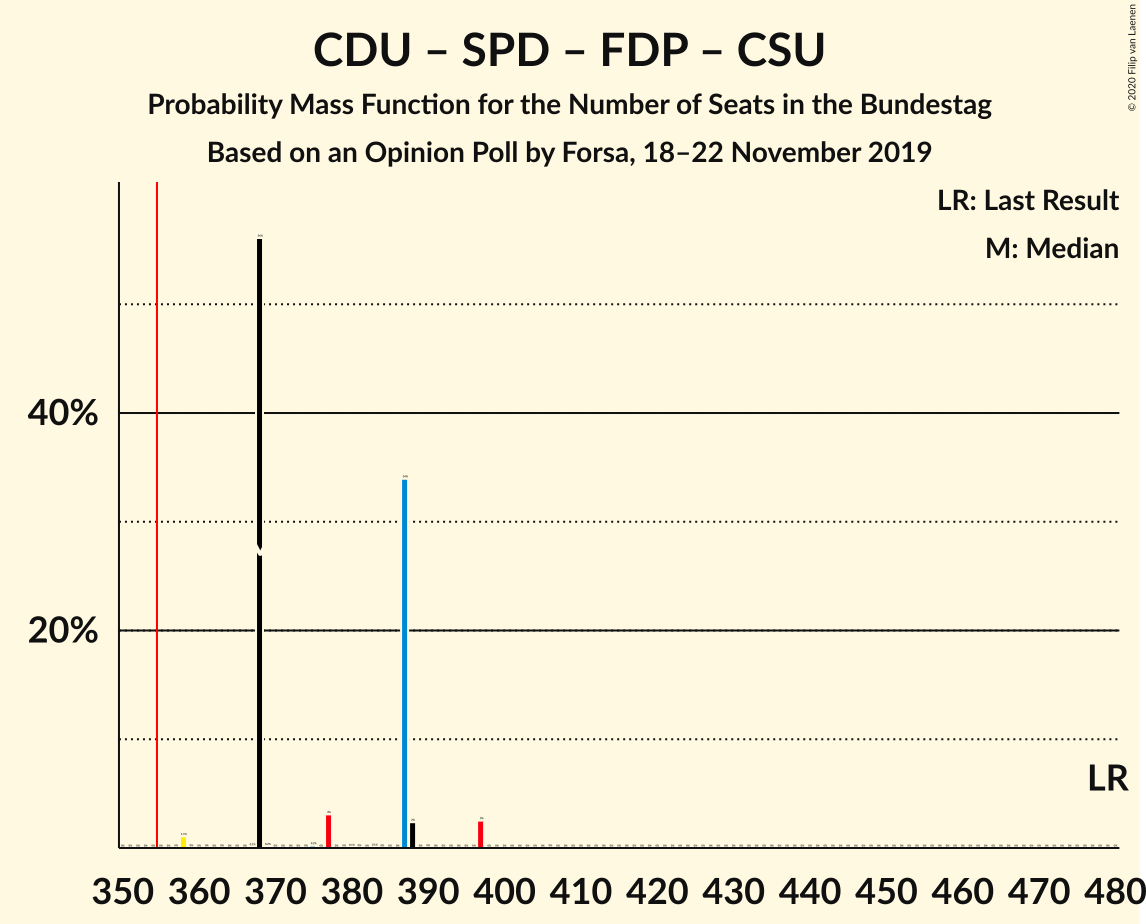 CDU – SPD – FDP – CSU
Probability Mass Function for the Number of Seats in the Bundestag
Based on an Opinion Poll by Forsa, 18–22 November 2019
© 2020 Filip van Laenen
LR: Last Result
M: Median
40%
20%
LR
350 360 370 380 390 400 410 420 430 440 450 460 470 480